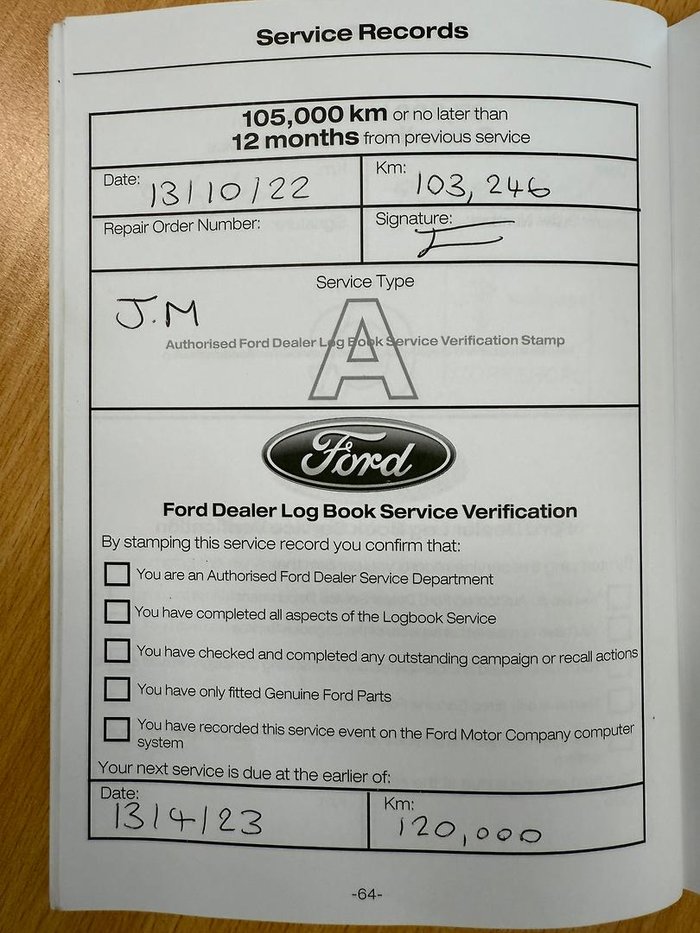 Service Records
105,000 km or no later than
12 months from previous service
Date: 13/10/22
Km: 103,246
Repair Order Number:
Signature:
Service Type
J.M
A
Authorised Ford Dealer Log Book Service Verification Stamp
Ford
Ford Dealer Log Book Service Verification
By stamping this service record you confirm that:
You are an Authorised Ford Dealer Service Department
You have completed all aspects of the Logbook Service
You have checked and completed any outstanding campaign or recall actions
You have only fitted Genuine Ford Parts
You have recorded this service event on the Ford Motor Company computer
system
Your next service is due at the earlier of:
Date: 13/4/23
Km: 120,000
-64-